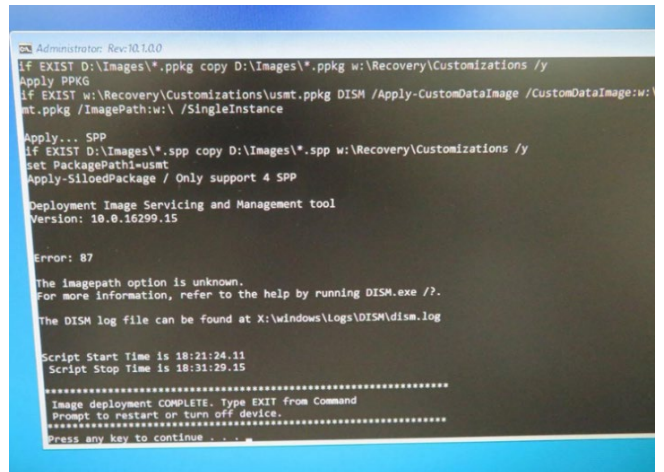 Administrator: Rev:10.1.0.0
if EXIST D:\Images\*.ppkg copy D:\Images\*.ppkg w:\Recovery\Customizations /y
Apply PPKG
if EXIST w:\Recovery\Customizations\usmt.ppkg DISM /Apply-CustomDataImage /CustomDataImage:w:\
mt.ppkg /ImagePath:w:\ /SingleInstance
Apply... SPP
if EXIST D:\Images\*.spp copy D:\Images\*.spp w:\Recovery\Customizations /y
set PackagePath1=usmt
Apply-SiloedPackage / Only support 4 SPP
Deployment Image Servicing and Management tool
Version: 10.0.16299.15
Error: 87
The imagepath option is unknown.
For more information, refer to the help by running DISM.exe /?.
The DISM log file can be found at X:\windows\Logs\DISM\dism.log
Script Start Time is 18:21:24.11
Script Stop Time is 18:31:29.15
*******************************************************************
Image deployment COMPLETE. Type EXIT from Command
Prompt to restart or turn off device.
*******************************************************************
Press any key to continue . . .